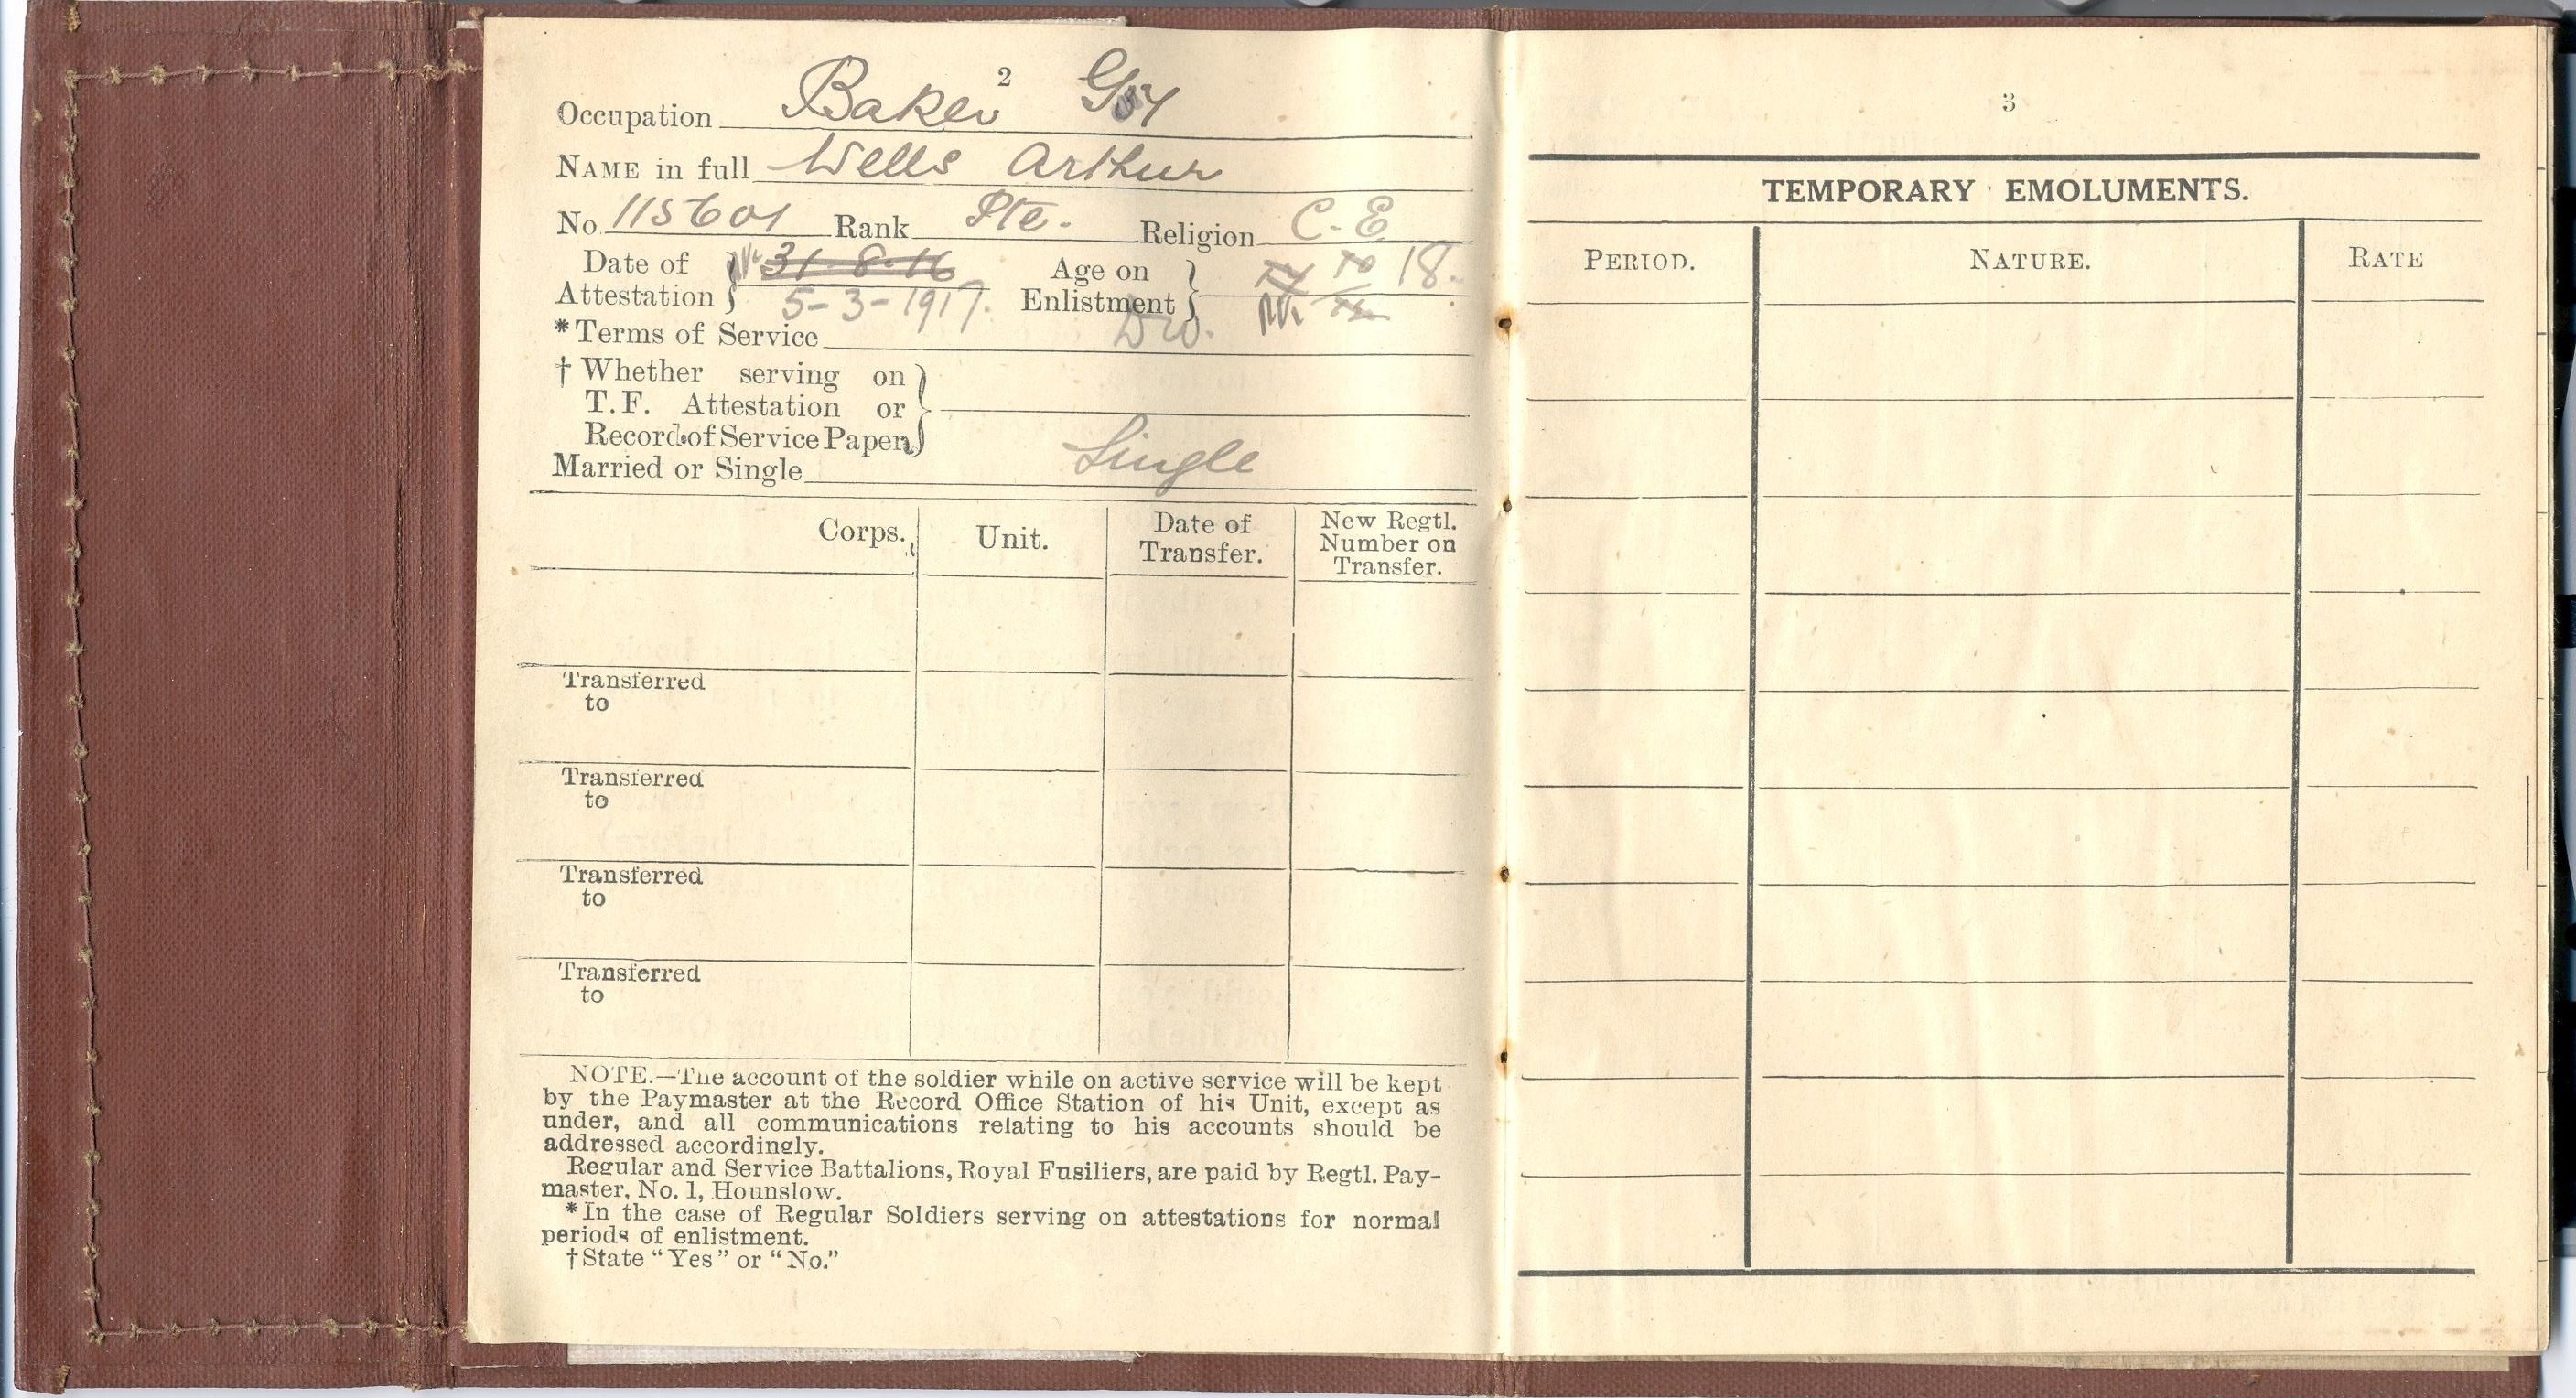 2
Occupation Baker
NAME in full Wells Arthur
No. 115601 Rank Pte. Religion C. E
Date of Attestation 31-8-16 Age on Enlistment 18
5-3-1917.
*Terms of Service DW.
† Whether serving on
T.F. Attestation or
Record of Service Paper
Married or Single Single
Corps. Unit. Date of Transfer. New Regtl. Number on Transfer.
Transferred
to
Transferred
to
Transferred
to
Transferred
to
NOTE.—The account of the soldier while on active service will be kept
by the Paymaster at the Record Office Station of his Unit, except as
under, and all communications relating to his accounts should be
addressed accordingly.
Regular and Service Battalions, Royal Fusiliers, are paid by Regtl. Pay-
master, No. 1, Hounslow.
*In the case of Regular Soldiers serving on attestations for normal
periods of enlistment.
†State "Yes" or "No."
3
TEMPORARY EMOLUMENTS.
PERIOD. NATURE. RATE